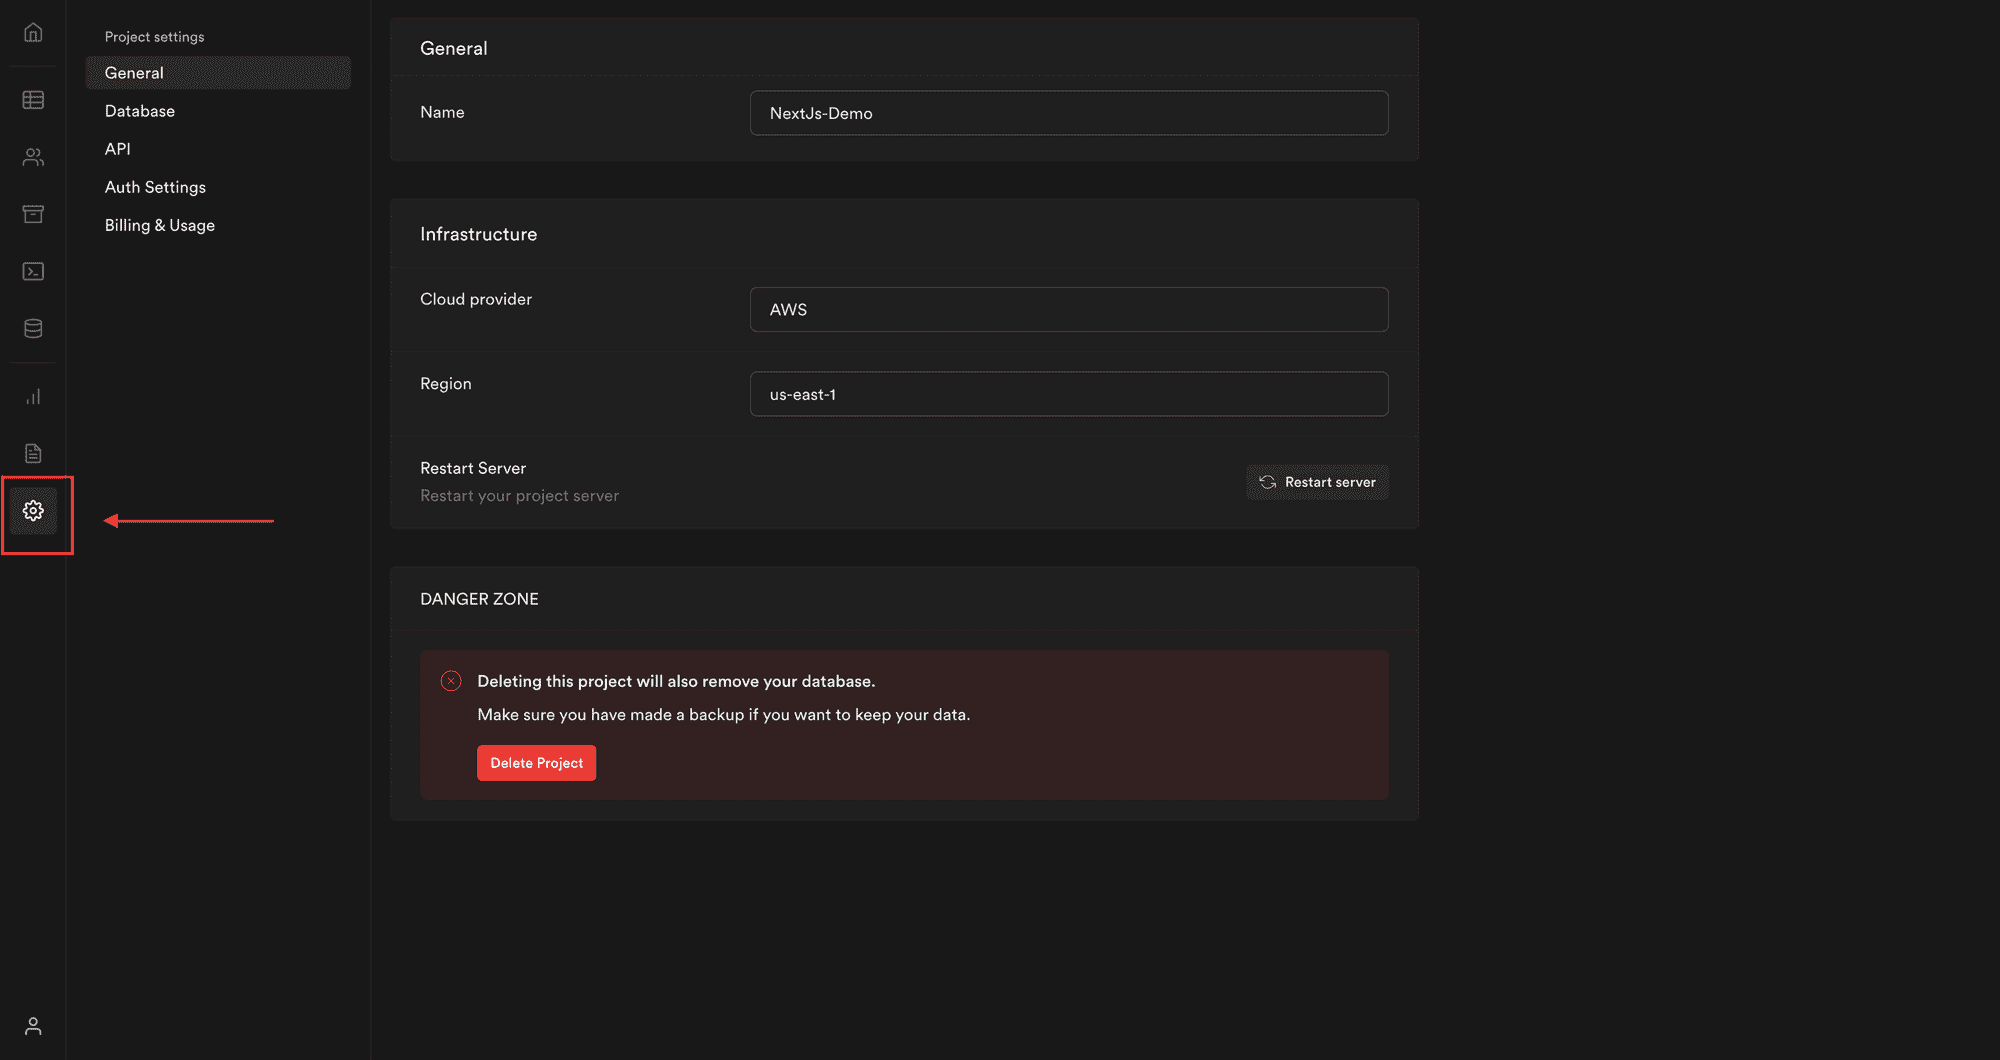 Project settings
General
Database
API
Auth Settings
Billing & Usage
General
Name
NextJs-Demo
Infrastructure
Cloud provider
AWS
Region
us-east-1
Restart Server
Restart your project server
Restart server
DANGER ZONE
Deleting this project will also remove your database.
Make sure you have made a backup if you want to keep your data.
Delete Project